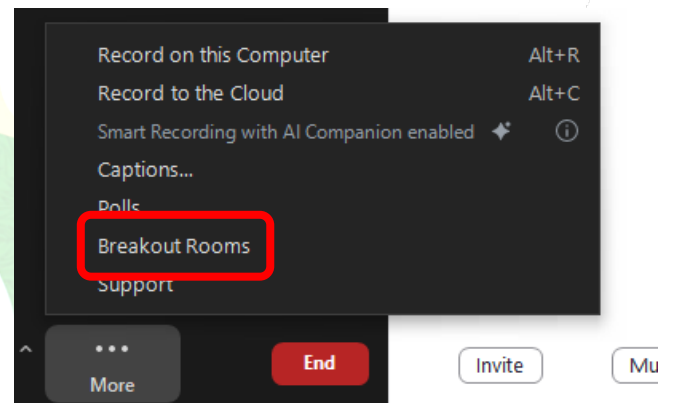 Record on this Computer Alt+R
Record to the Cloud Alt+C
Smart Recording with AI Companion enabled
Captions...
Polls
Breakout Rooms
Support
More
End
Invite
Mu